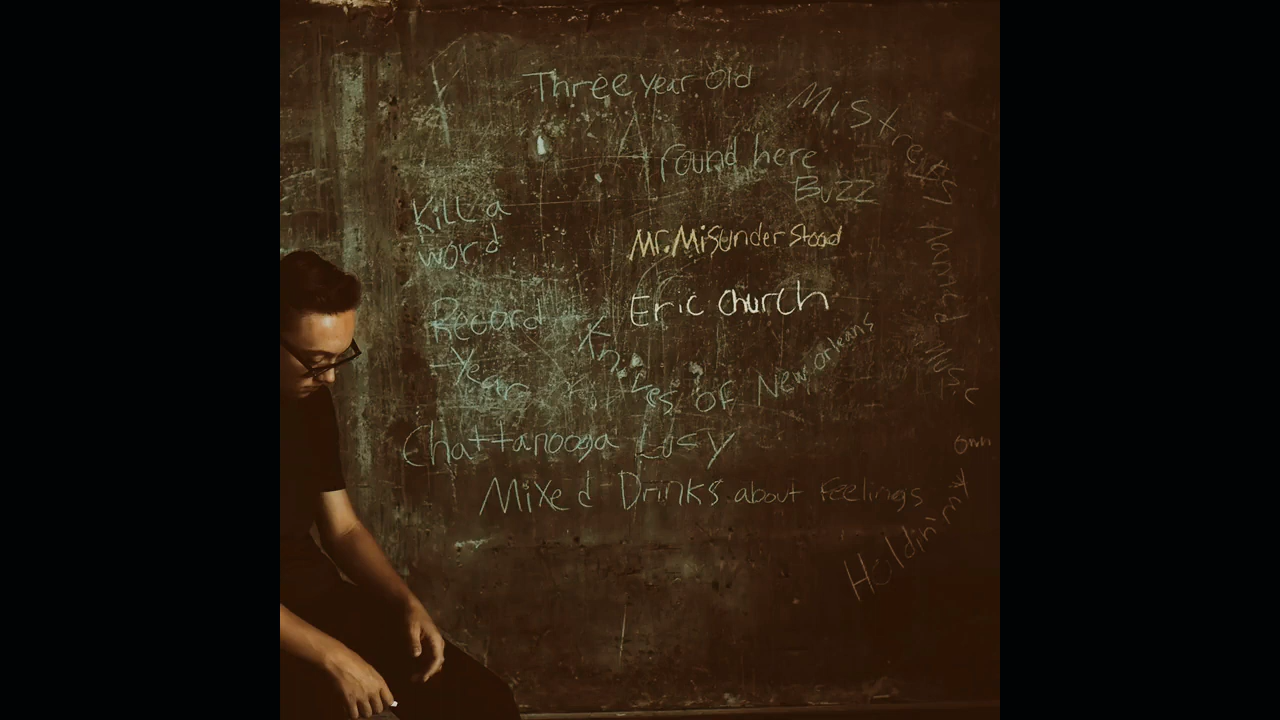 Three year Old
Mistress Named Music
round here
Buzz
Kill a
word
Mr. Misunderstood
Record
Year
Eric Church
Knives of New Orleans
Chattanooga Lucy
Mixed Drinks about feelings
Holdin' my own